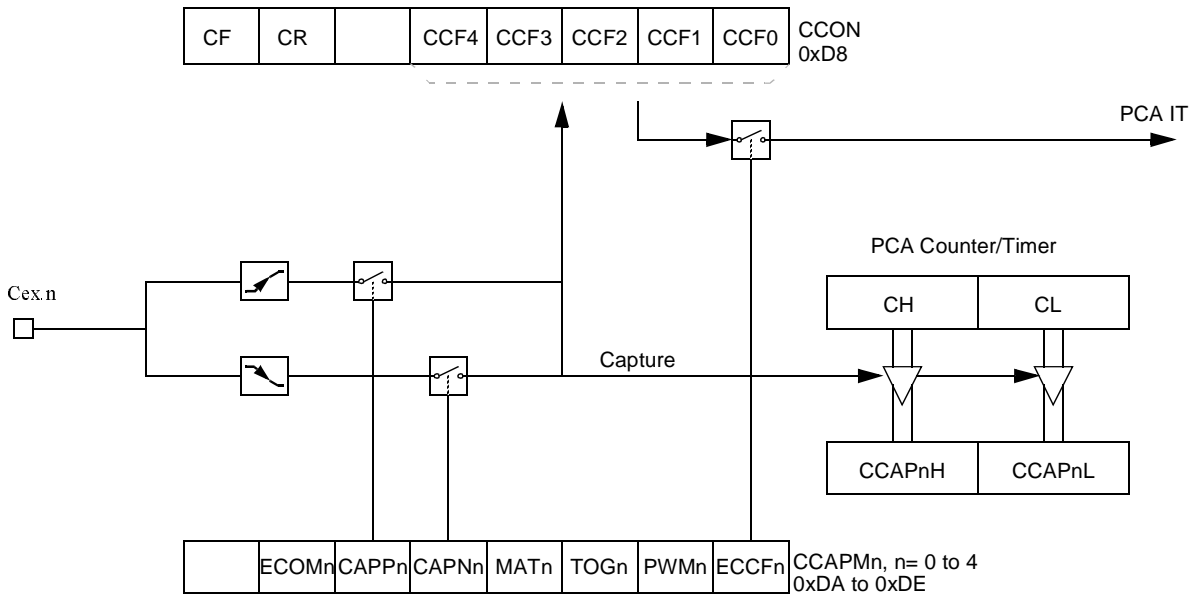 CF CR CCF4 CCF3 CCF2 CCF1 CCF0 CCON
0xD8
PCA IT
PCA Counter/Timer
Cex.n
CH CL
Capture
CCAPnH CCAPnL
ECOMn CAPPn CAPNn MATn TOGn PWMn ECCFn CCAPMn, n= 0 to 4
0xDA to 0xDE